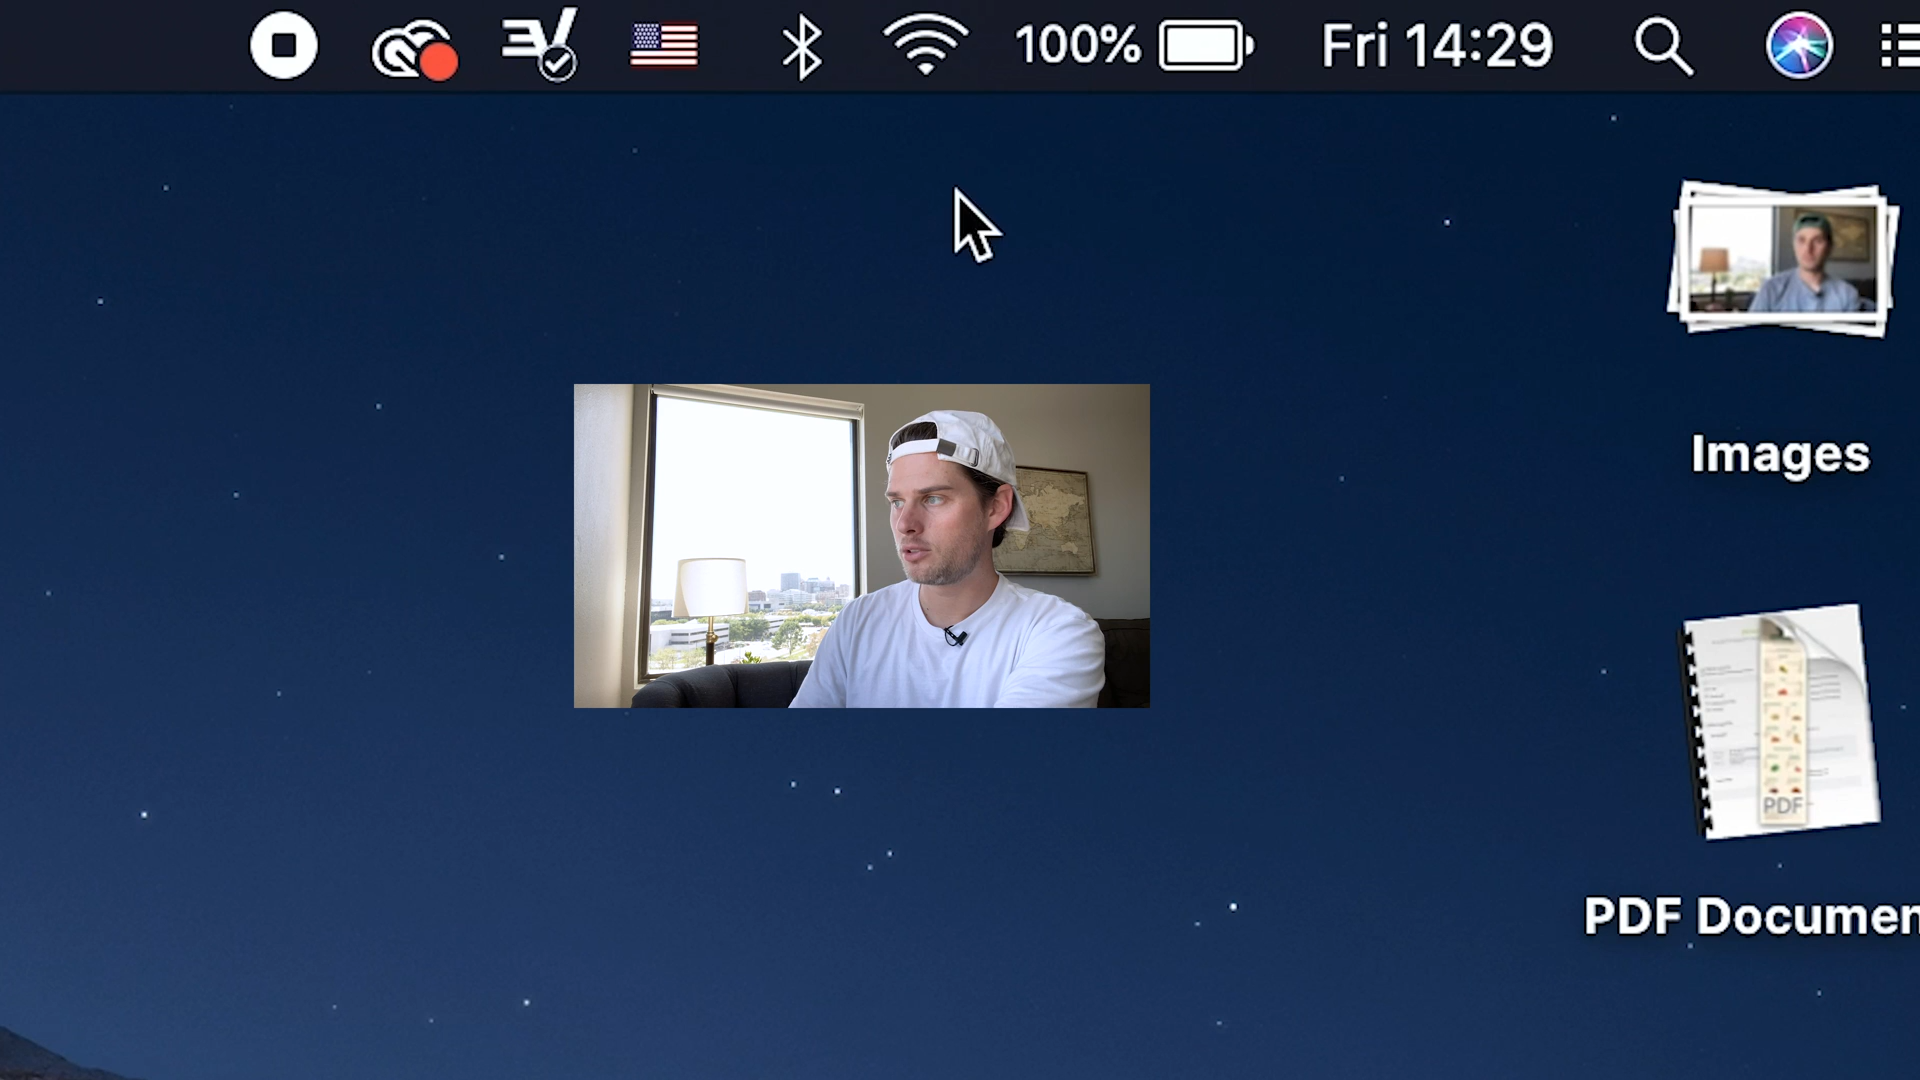 100%
Fri 14:29
Images
PDF
PDF Documen